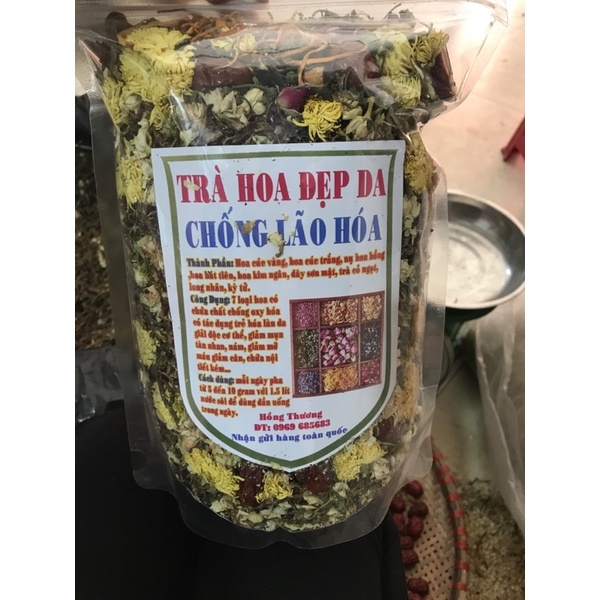 TRÀ HOA ĐẸP DA
CHỐNG LÃO HÓA
Thành Phần: Hoa cúc vàng, hoa cúc trắng, nụ hoa hồng
,hoa bất tiên, hoa kim ngân, dây sơn mật, trà cỏ ngọt,
long nhãn, kỷ tử.
Công Dụng: 7 loại hoa có
chứa chất chống oxy hóa
có tác dụng trẻ hóa làn da
giải độc cơ thể, giảm mụn
tàn nhan, nám, giảm mỡ
máu giảm cân, chữa nội
tiết kém...
Cách dùng: mỗi ngày pha
từ 5 đến 10 gram với 1.5 lít
nước sôi để dùng dần uống
trong ngày.
Hồng Thương
ĐT: 0969 685683
Nhận gửi hàng toàn quốc